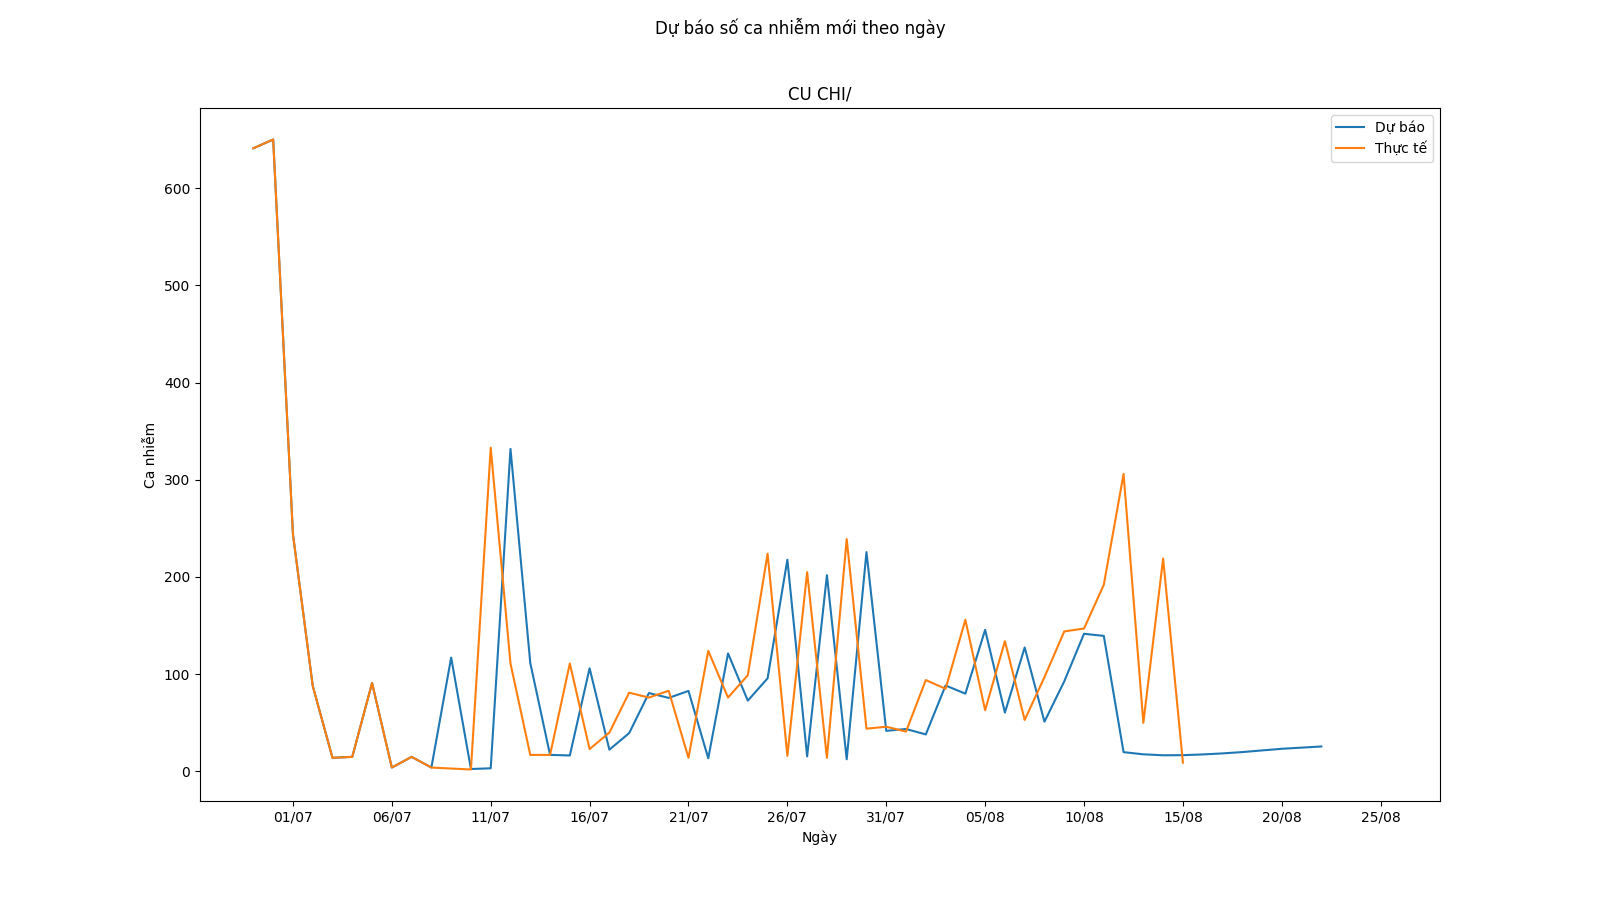 Dự báo số ca nhiễm mới theo ngày
CU CHI/
Dự báo
Thực tế
600
500
400
300
200
100
0
Ca nhiễm
01/07 06/07 11/07 16/07 21/07 26/07 31/07 05/08 10/08 15/08 20/08 25/08
Ngày